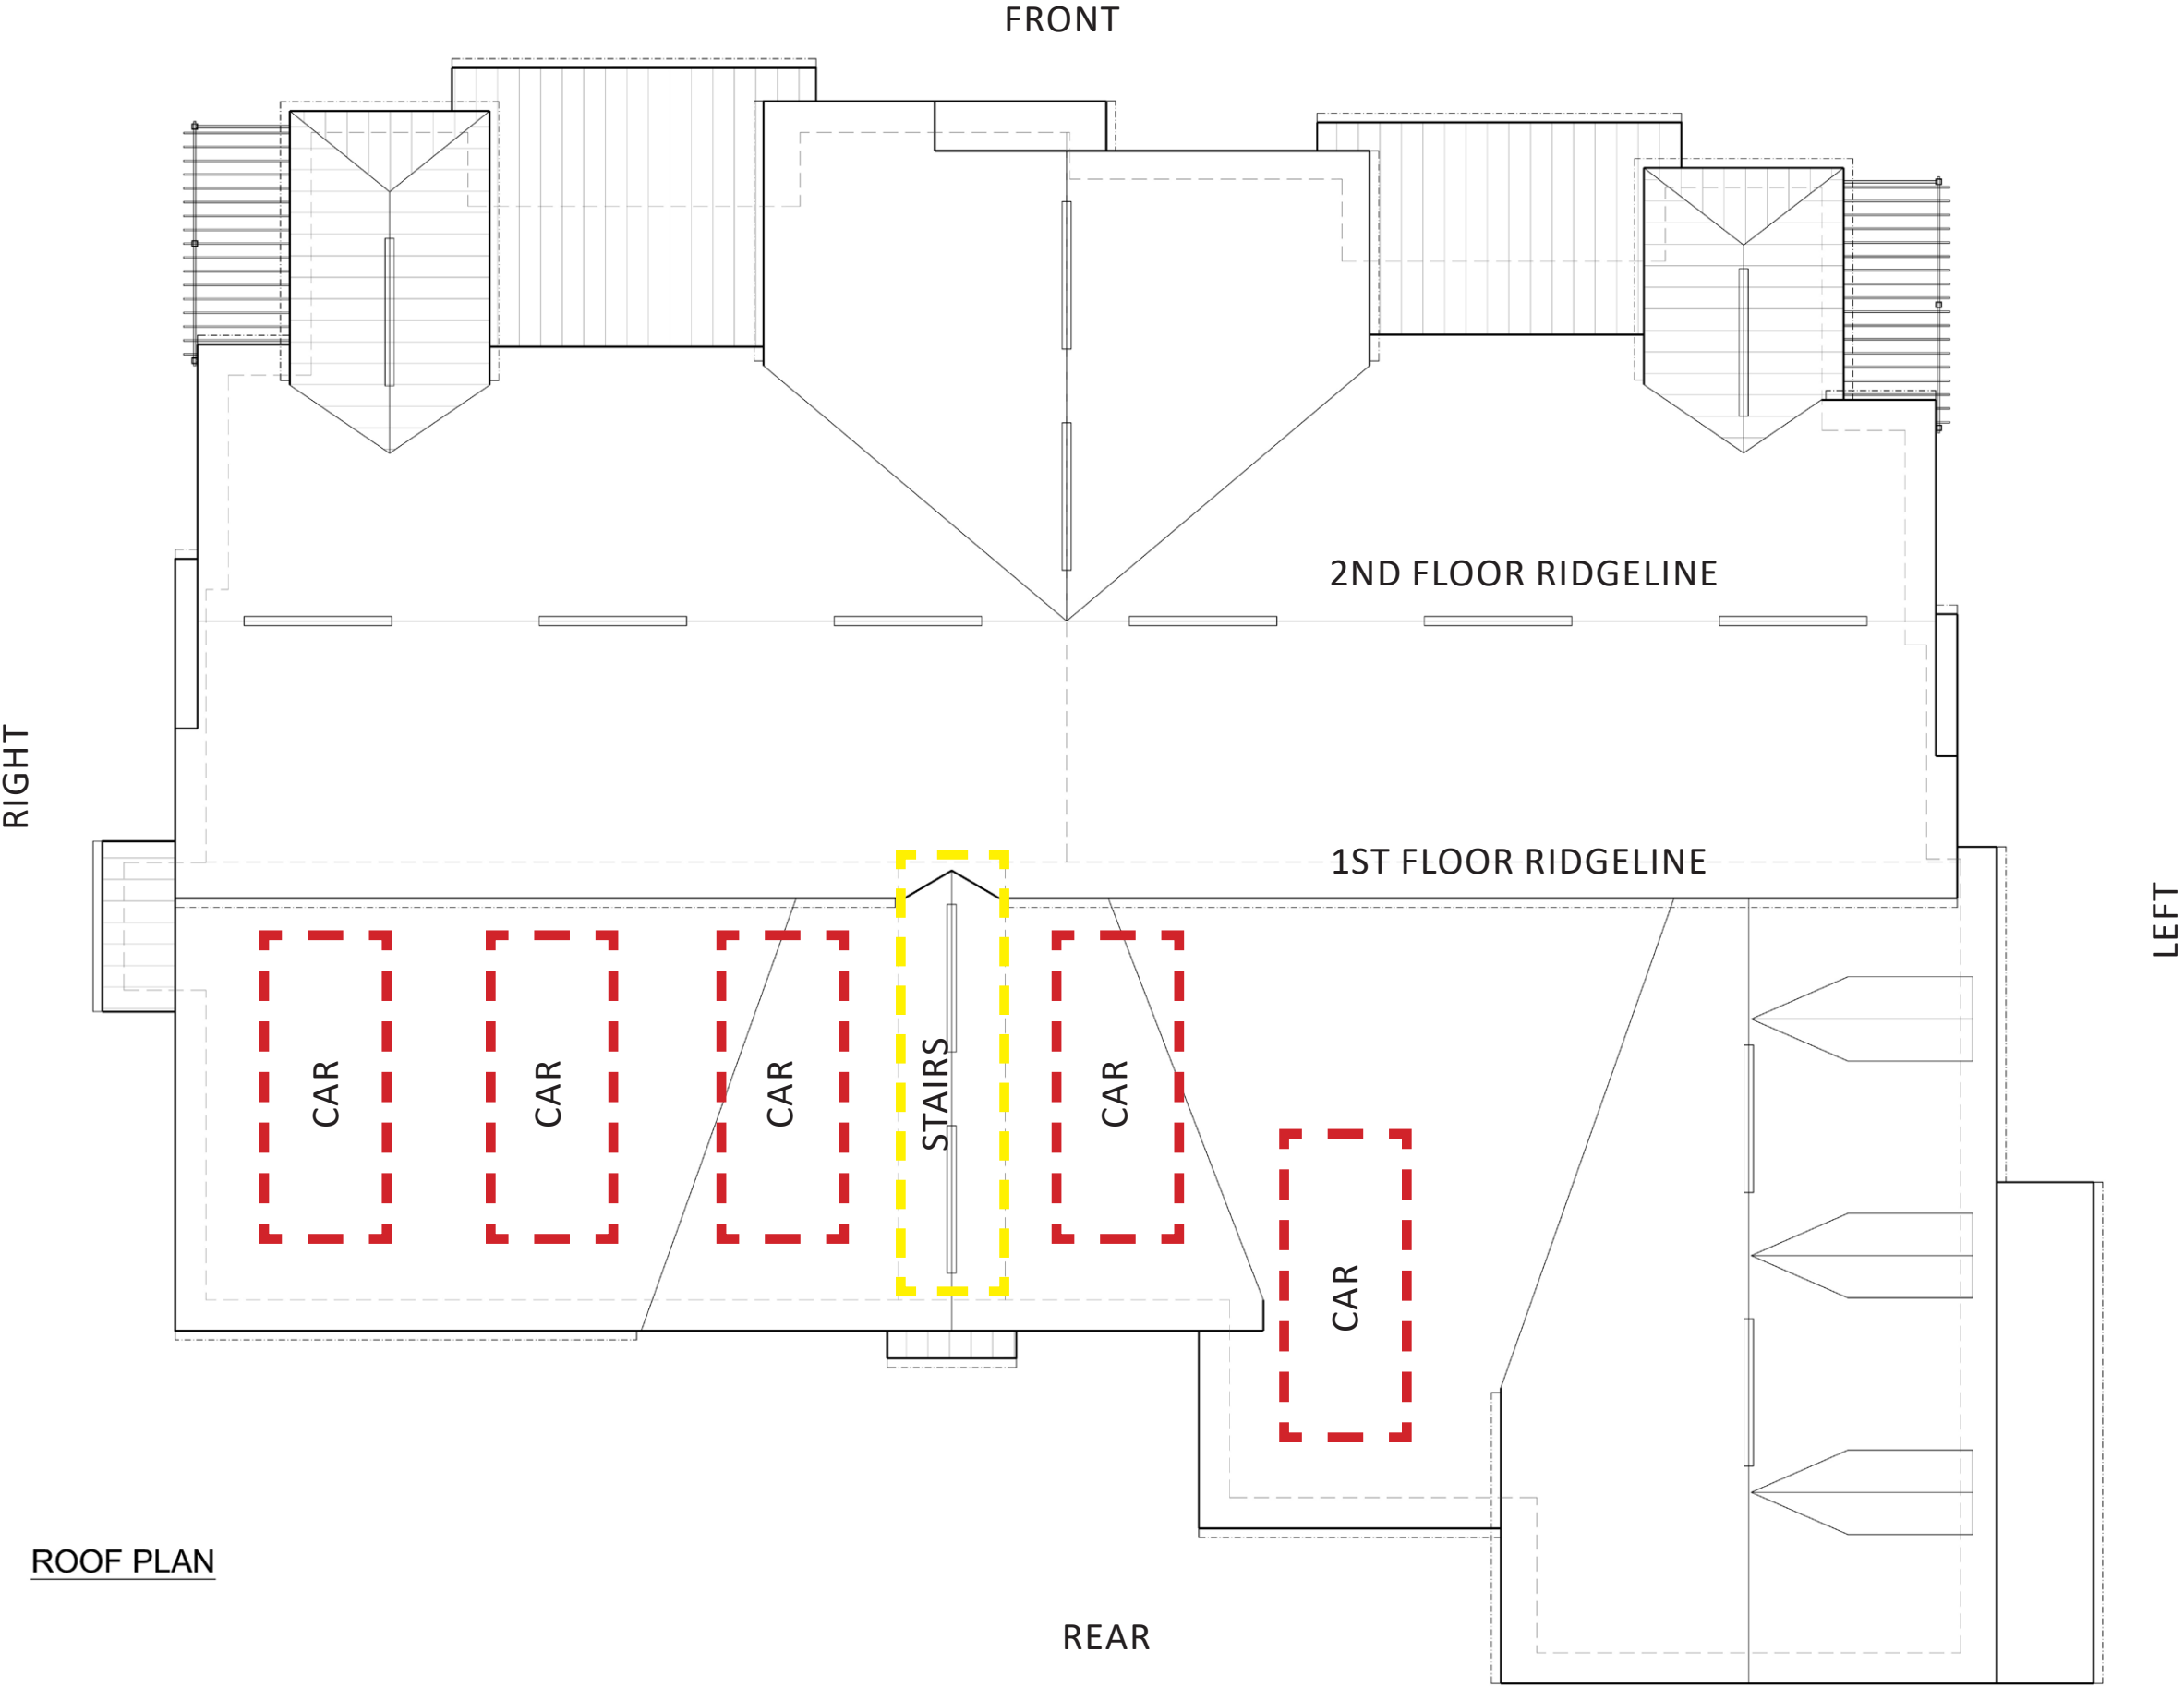 FRONT
2ND FLOOR RIDGELINE
RIGHT
1ST FLOOR RIDGELINE
LEFT
CAR
CAR
CAR
STAIRS
CAR
CAR
ROOF PLAN
REAR